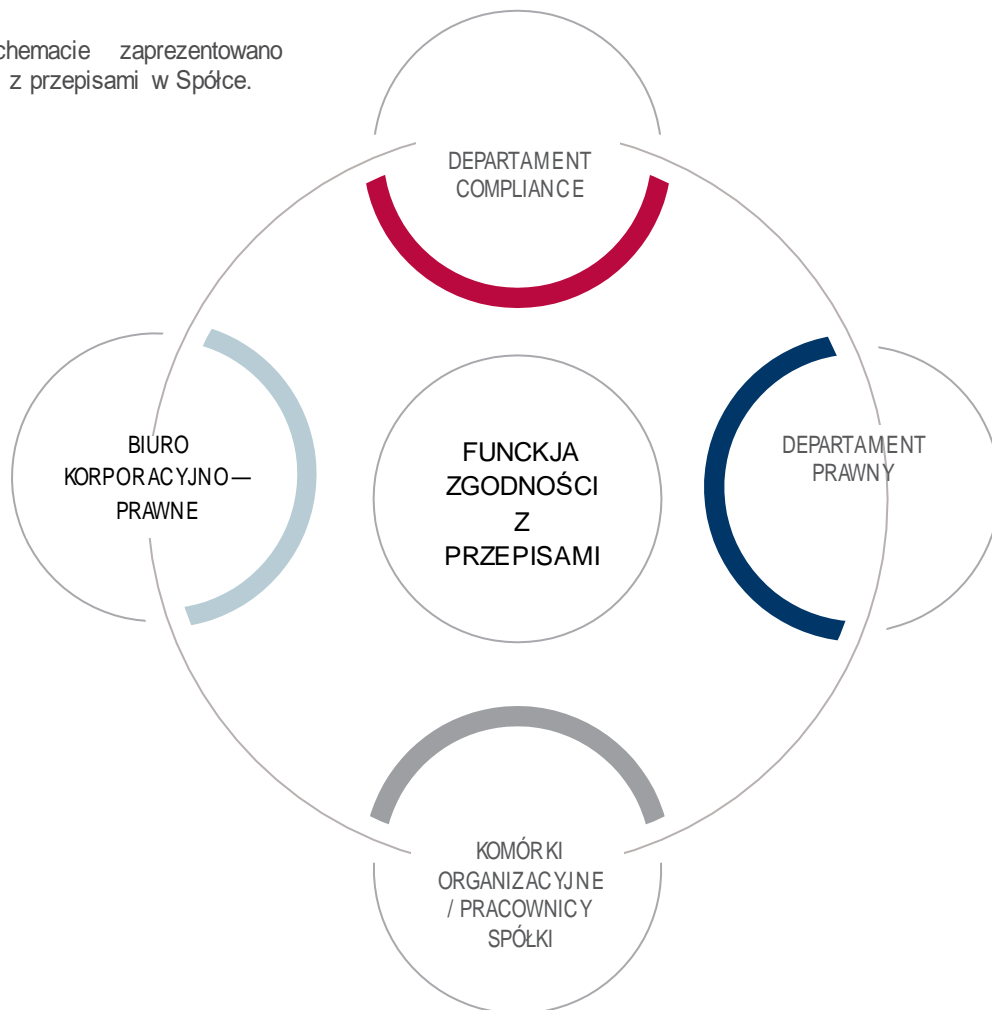 chemacie zaprezentowano
z przepisami w Spółce.
DEPARTAMENT
COMPLIANCE
BIURO
KORPORACYJNO—
PRAWNE
FUNCKJA
ZGODNOŚCI
Z
PRZEPISAMI
DEPARTAMENT
PRAWNY
KOMÓRKI
ORGANIZACYJNE
/ PRACOWNICY
SPÓŁKI